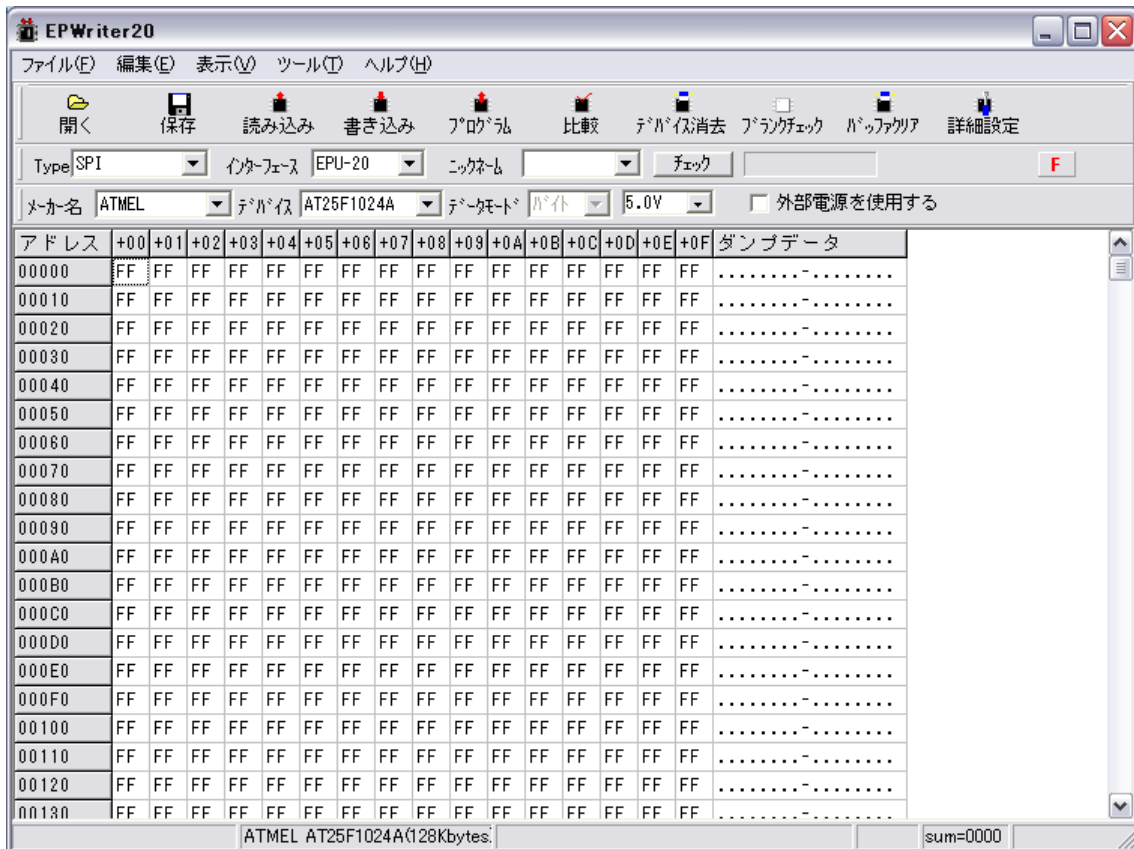 EPWriter20
ファイル(F) 編集(E) 表示(V) ツール(T) ヘルプ(H)
開く 保存 読み込み 書き込み ﾌﾟﾛｸﾞﾗﾑ 比較 ﾃﾞﾊﾞｲｽ消去 ﾌﾞﾗﾝｸﾁｪｯｸ ﾊﾞｯﾌｧｸﾘｱ 詳細設定
Type SPI ｲﾝﾀｰﾌｪｰｽ EPU-20 ﾆｯｸﾈｰﾑ ﾁｪｯｸ F
ﾒｰｶｰ名 ATMEL ﾃﾞﾊﾞｲｽ AT25F1024A ﾃﾞｰﾀﾓｰﾄﾞ ﾊﾞｲﾄ 5.0V 外部電源を使用する
アドレス +00 +01 +02 +03 +04 +05 +06 +07 +08 +09 +0A +0B +0C +0D +0E +0F ダンプデータ
00000 FF FF FF FF FF FF FF FF FF FF FF FF FF FF FF FF ........-........
00010 FF FF FF FF FF FF FF FF FF FF FF FF FF FF FF FF ........-........
00020 FF FF FF FF FF FF FF FF FF FF FF FF FF FF FF FF ........-........
00030 FF FF FF FF FF FF FF FF FF FF FF FF FF FF FF FF ........-........
00040 FF FF FF FF FF FF FF FF FF FF FF FF FF FF FF FF ........-........
00050 FF FF FF FF FF FF FF FF FF FF FF FF FF FF FF FF ........-........
00060 FF FF FF FF FF FF FF FF FF FF FF FF FF FF FF FF ........-........
00070 FF FF FF FF FF FF FF FF FF FF FF FF FF FF FF FF ........-........
00080 FF FF FF FF FF FF FF FF FF FF FF FF FF FF FF FF ........-........
00090 FF FF FF FF FF FF FF FF FF FF FF FF FF FF FF FF ........-........
000A0 FF FF FF FF FF FF FF FF FF FF FF FF FF FF FF FF ........-........
000B0 FF FF FF FF FF FF FF FF FF FF FF FF FF FF FF FF ........-........
000C0 FF FF FF FF FF FF FF FF FF FF FF FF FF FF FF FF ........-........
000D0 FF FF FF FF FF FF FF FF FF FF FF FF FF FF FF FF ........-........
000E0 FF FF FF FF FF FF FF FF FF FF FF FF FF FF FF FF ........-........
000F0 FF FF FF FF FF FF FF FF FF FF FF FF FF FF FF FF ........-........
00100 FF FF FF FF FF FF FF FF FF FF FF FF FF FF FF FF ........-........
00110 FF FF FF FF FF FF FF FF FF FF FF FF FF FF FF FF ........-........
00120 FF FF FF FF FF FF FF FF FF FF FF FF FF FF FF FF ........-........
00130 FF FF FF FF FF FF FF FF FF FF FF FF FF FF FF FF ........-........
ATMEL AT25F1024A(128Kbytes) sum=0000